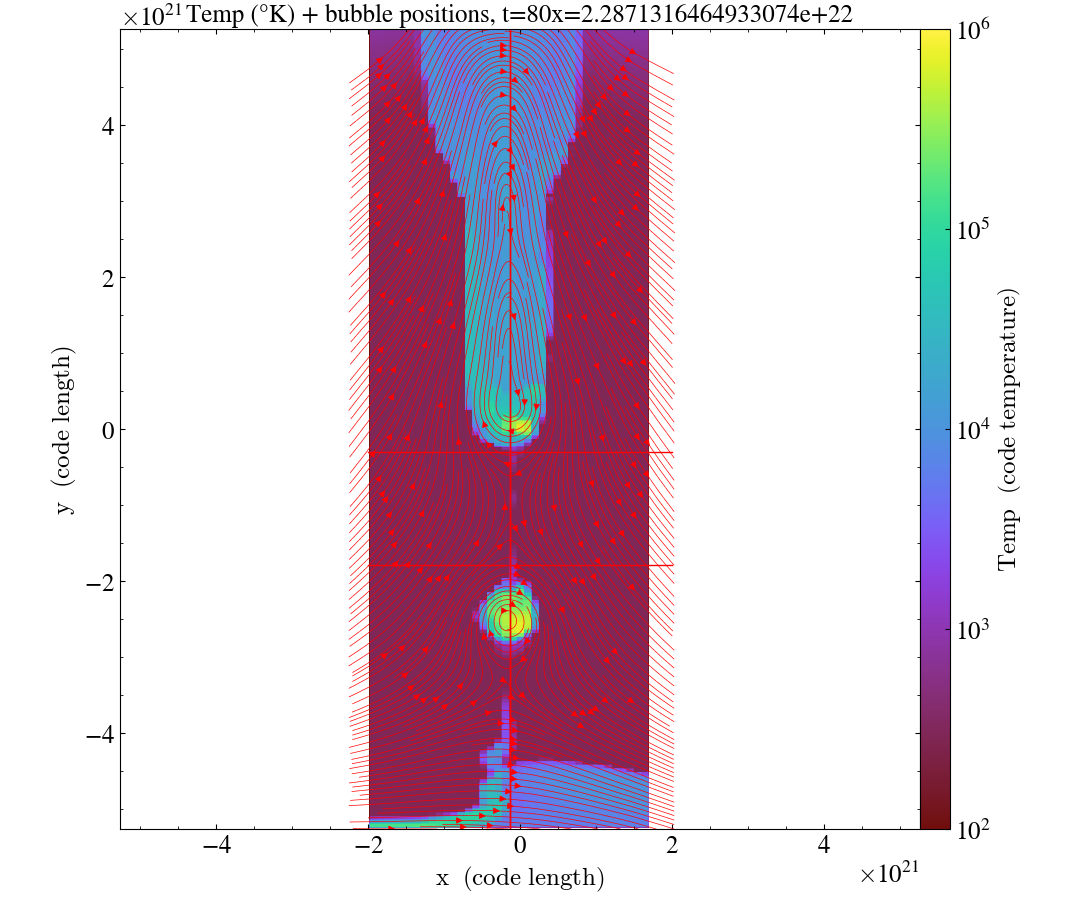 ×10²¹ Temp (°K) + bubble positions, t=80x=2.2871316464933074e+22
10⁶
4
10⁵
2
y (code length)
0
10⁴
Temp (code temperature)
−2
10³
−4
10²
−4 −2 0 2 4
x (code length)
×10²¹